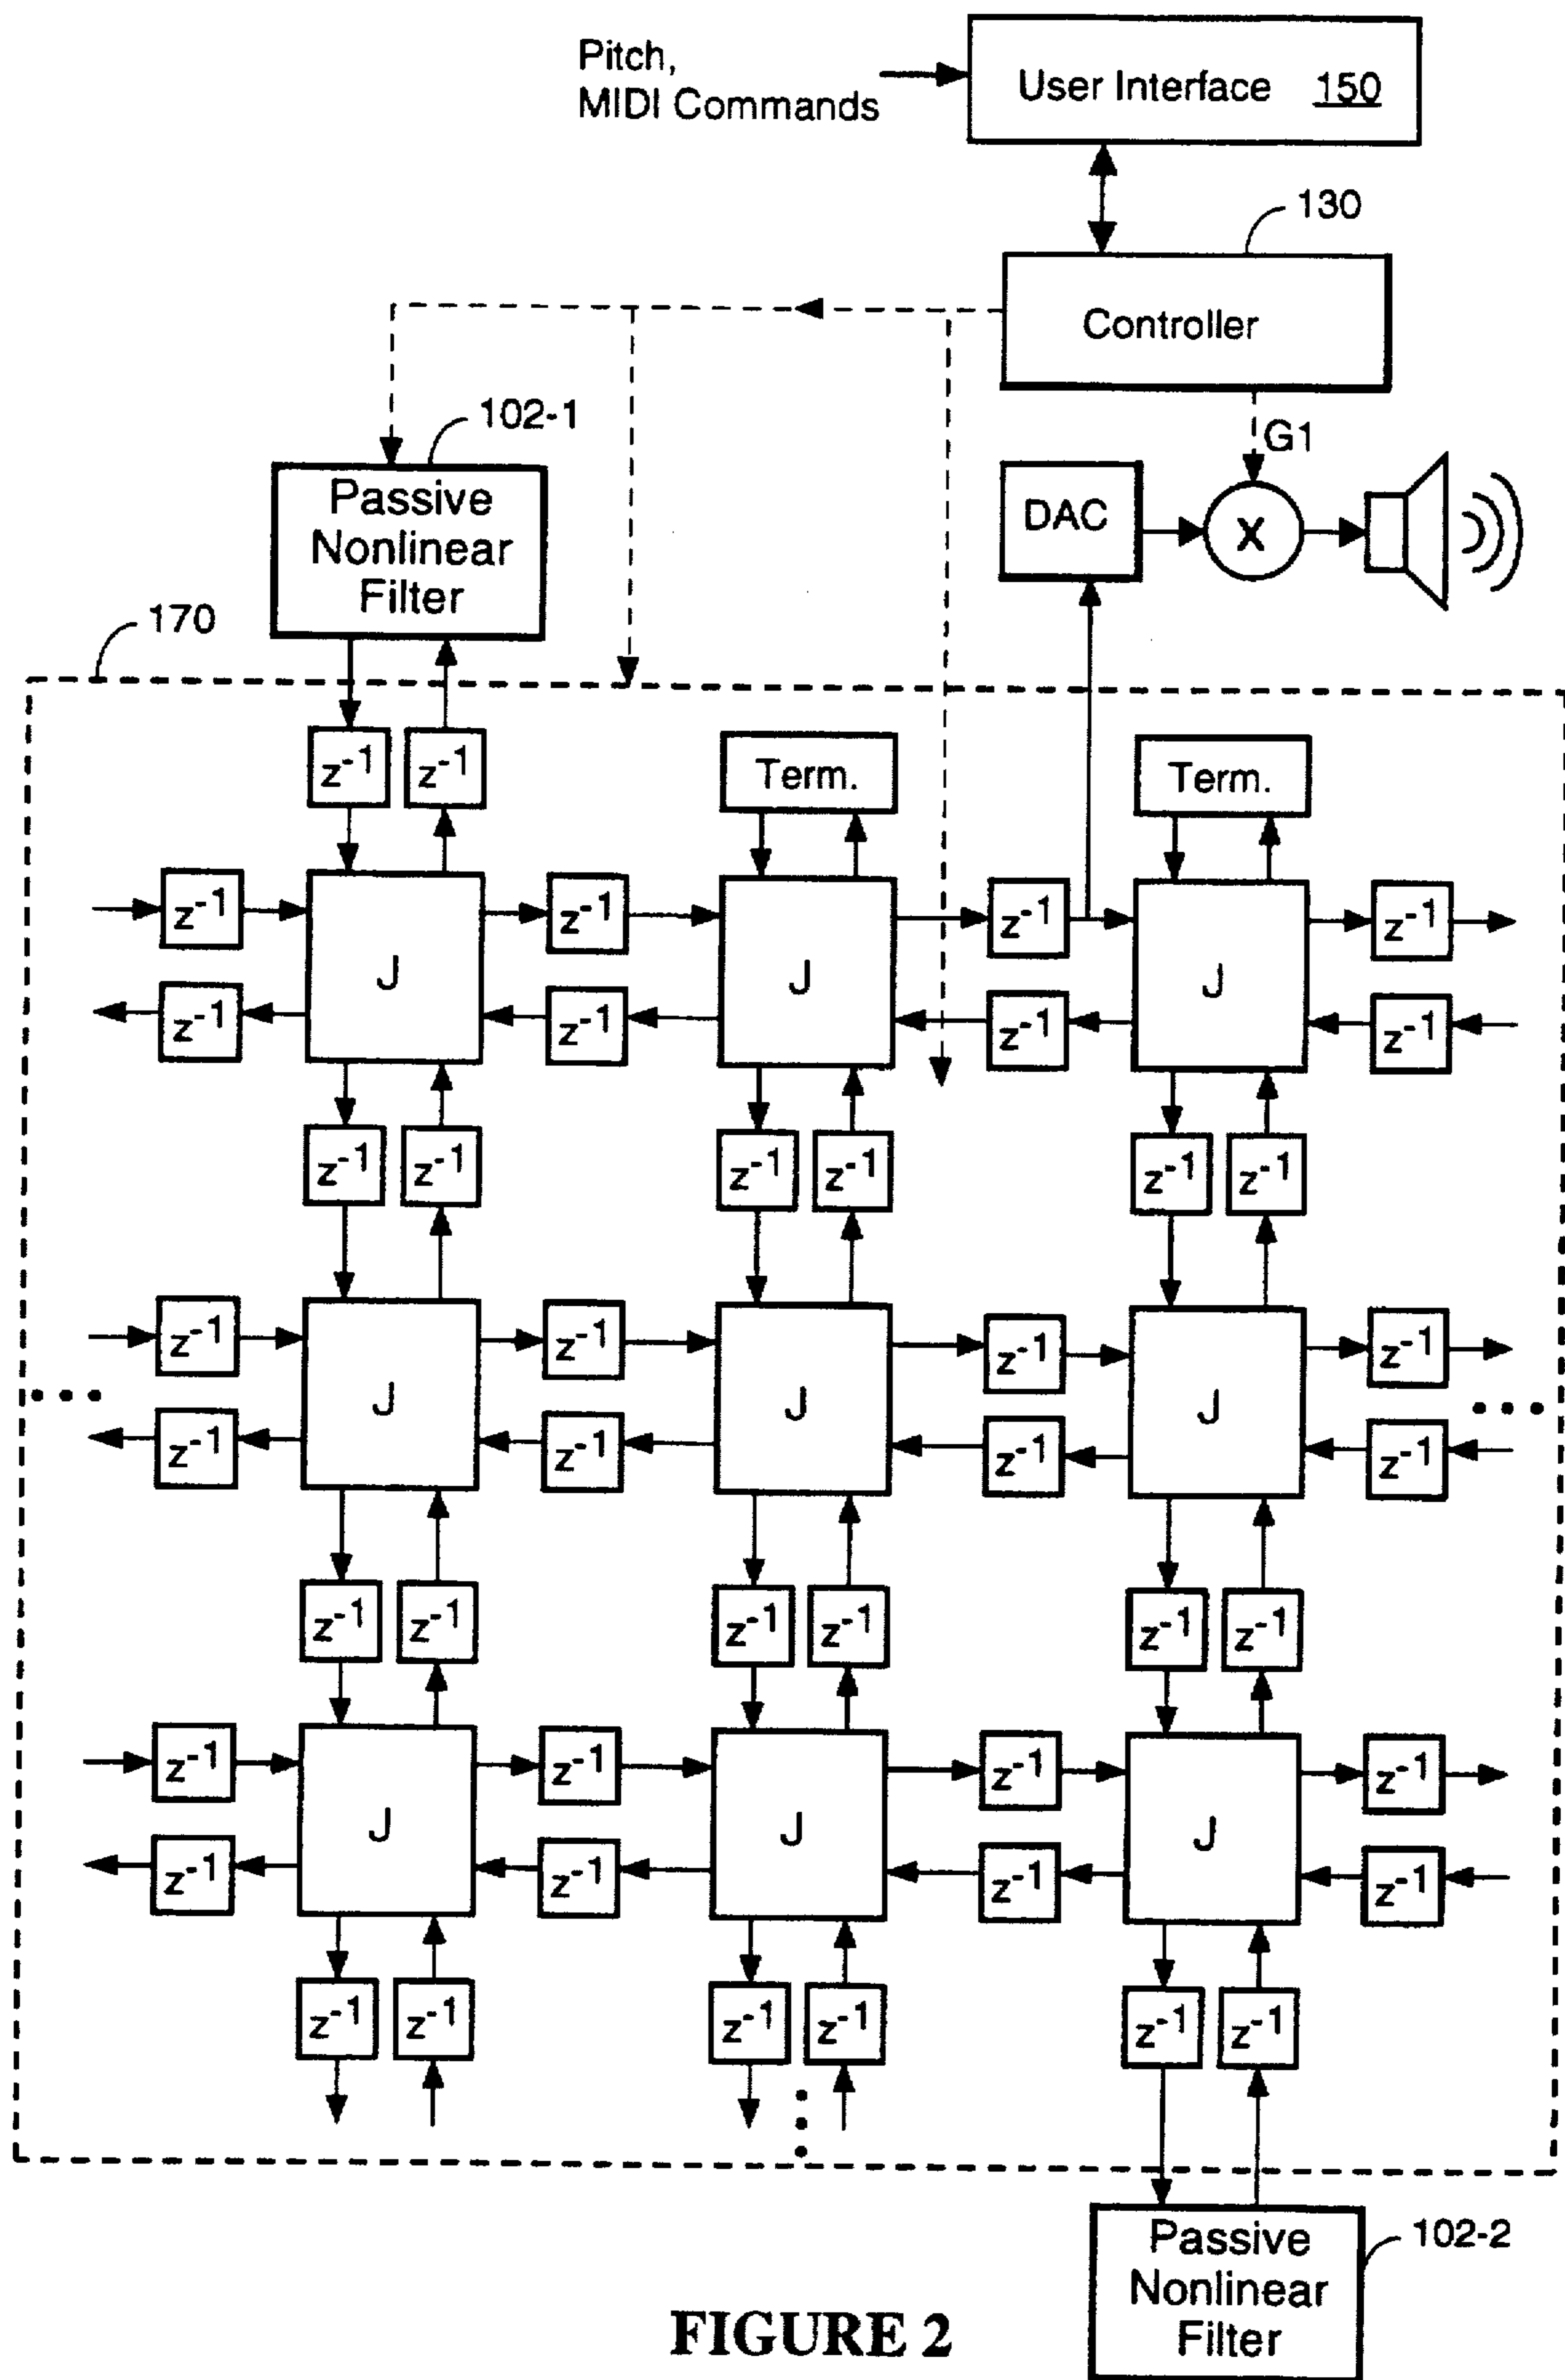 Pitch,
MIDI Commands
User Interface 150
130
Controller
G1
102-1
Passive
Nonlinear
Filter
DAC
X
170
z-1 z-1
Term.
Term.
z-1 z-1 z-1 z-1
J J J
z-1 z-1 z-1 z-1
z-1 z-1 z-1 z-1 z-1 z-1
z-1 z-1 z-1 z-1
... J J J ...
z-1 z-1 z-1 z-1
z-1 z-1 z-1 z-1 z-1 z-1
z-1 z-1 z-1 z-1
J J J
z-1 z-1 z-1 z-1
z-1 z-1 z-1 z-1 z-1 z-1
...
Passive
Nonlinear
Filter
102-2
FIGURE 2